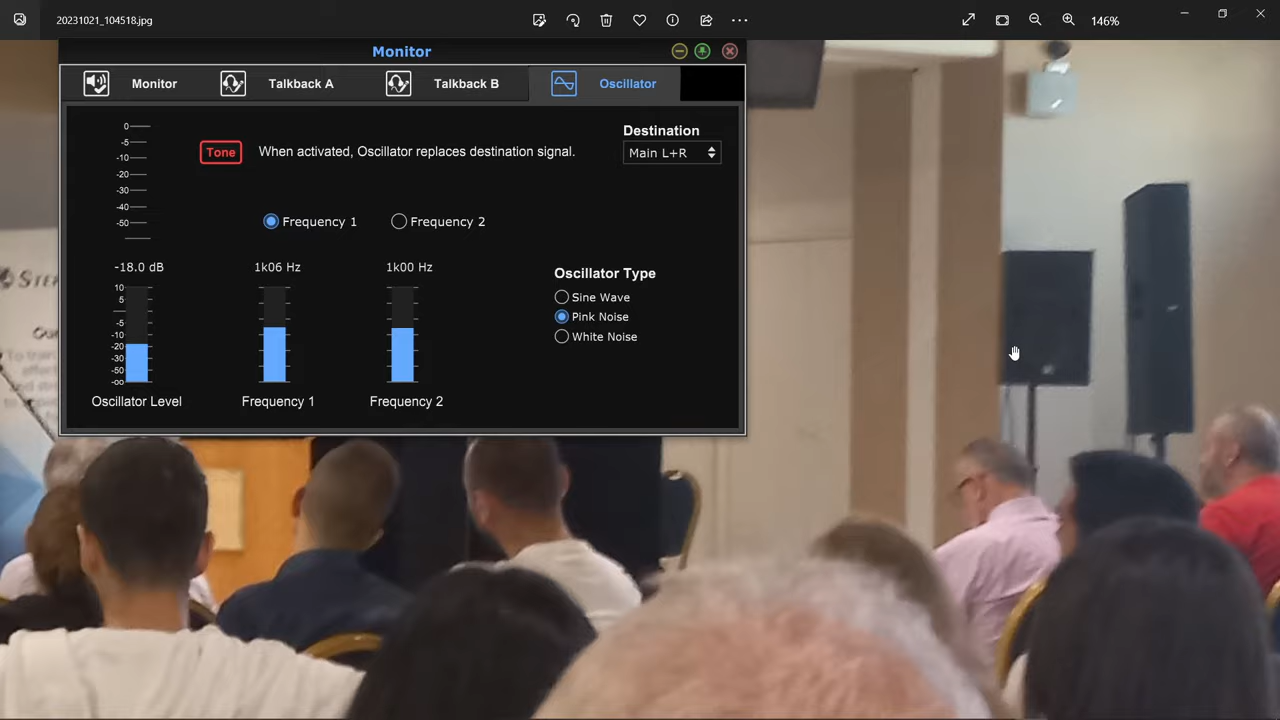 20231021_104518.jpg
146%
Monitor
Monitor
Talkback A
Talkback B
Oscillator
0
-5
-10
-20
-30
-40
-50
Tone
When activated, Oscillator replaces destination signal.
Destination
Main L+R
Frequency 1
Frequency 2
-18.0 dB
1k06 Hz
1k00 Hz
10
5
-5
-10
-20
-30
-50
-oo
Oscillator Level
Frequency 1
Frequency 2
Oscillator Type
Sine Wave
Pink Noise
White Noise